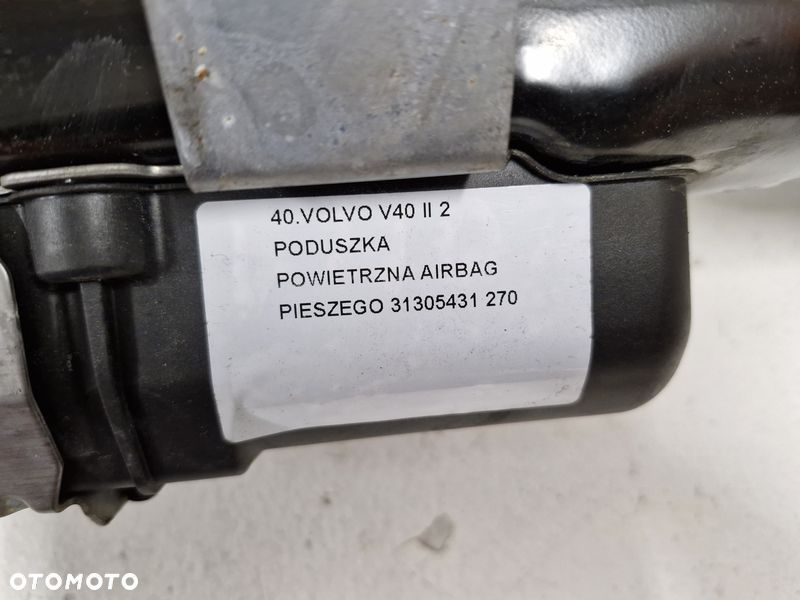 40.VOLVO V40 II 2
PODUSZKA
POWIETRZNA AIRBAG
PIESZEGO 31305431 270
OTOMOTO